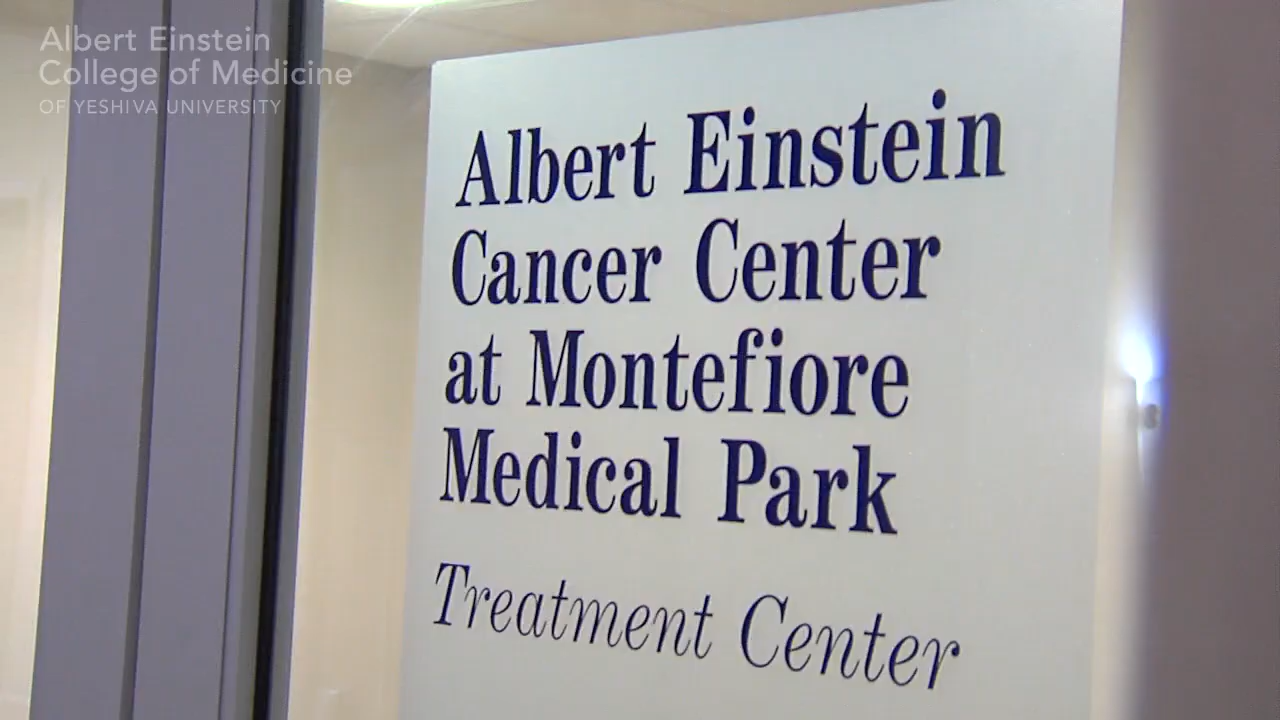 Albert Einstein
College of Medicine
OF YESHIVA UNIVERSITY
Albert Einstein
Cancer Center
at Montefiore
Medical Park
Treatment Center